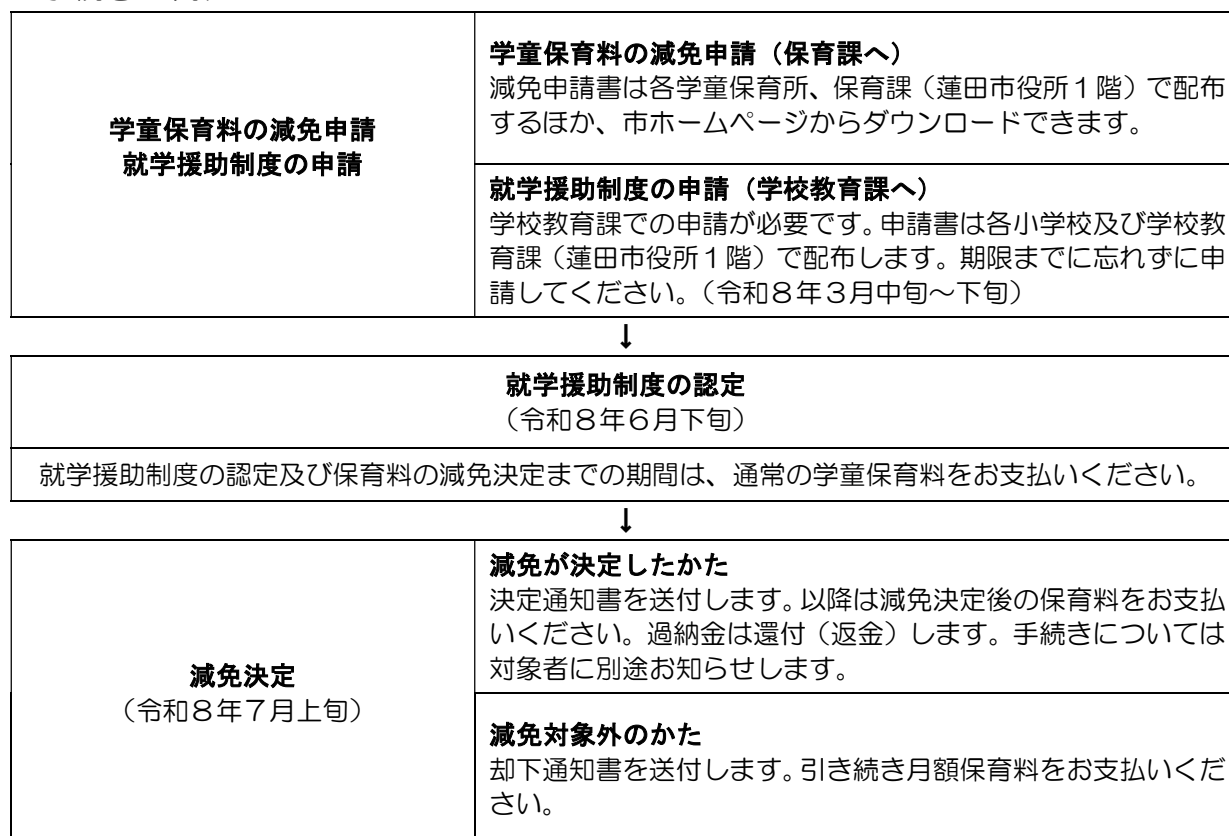 学童保育料の減免申請
就学援助制度の申請
学童保育料の減免申請（保育課へ）
減免申請書は各学童保育所、保育課（蓮田市役所１階）で配布
するほか、市ホームページからダウンロードできます。
就学援助制度の申請（学校教育課へ）
学校教育課での申請が必要です。申請書は各小学校及び学校教
育課（蓮田市役所１階）で配布します。期限までに忘れずに申
請してください。（令和８年３月中旬～下旬）
↓
就学援助制度の認定
（令和８年６月下旬）
就学援助制度の認定及び保育料の減免決定までの期間は、通常の学童保育料をお支払いください。
↓
減免決定
（令和８年７月上旬）
減免が決定したかた
決定通知書を送付します。以降は減免決定後の保育料をお支払
いください。過納金は還付（返金）します。手続きについては
対象者に別途お知らせします。
減免対象外のかた
却下通知書を送付します。引き続き月額保育料をお支払いくだ
さい。